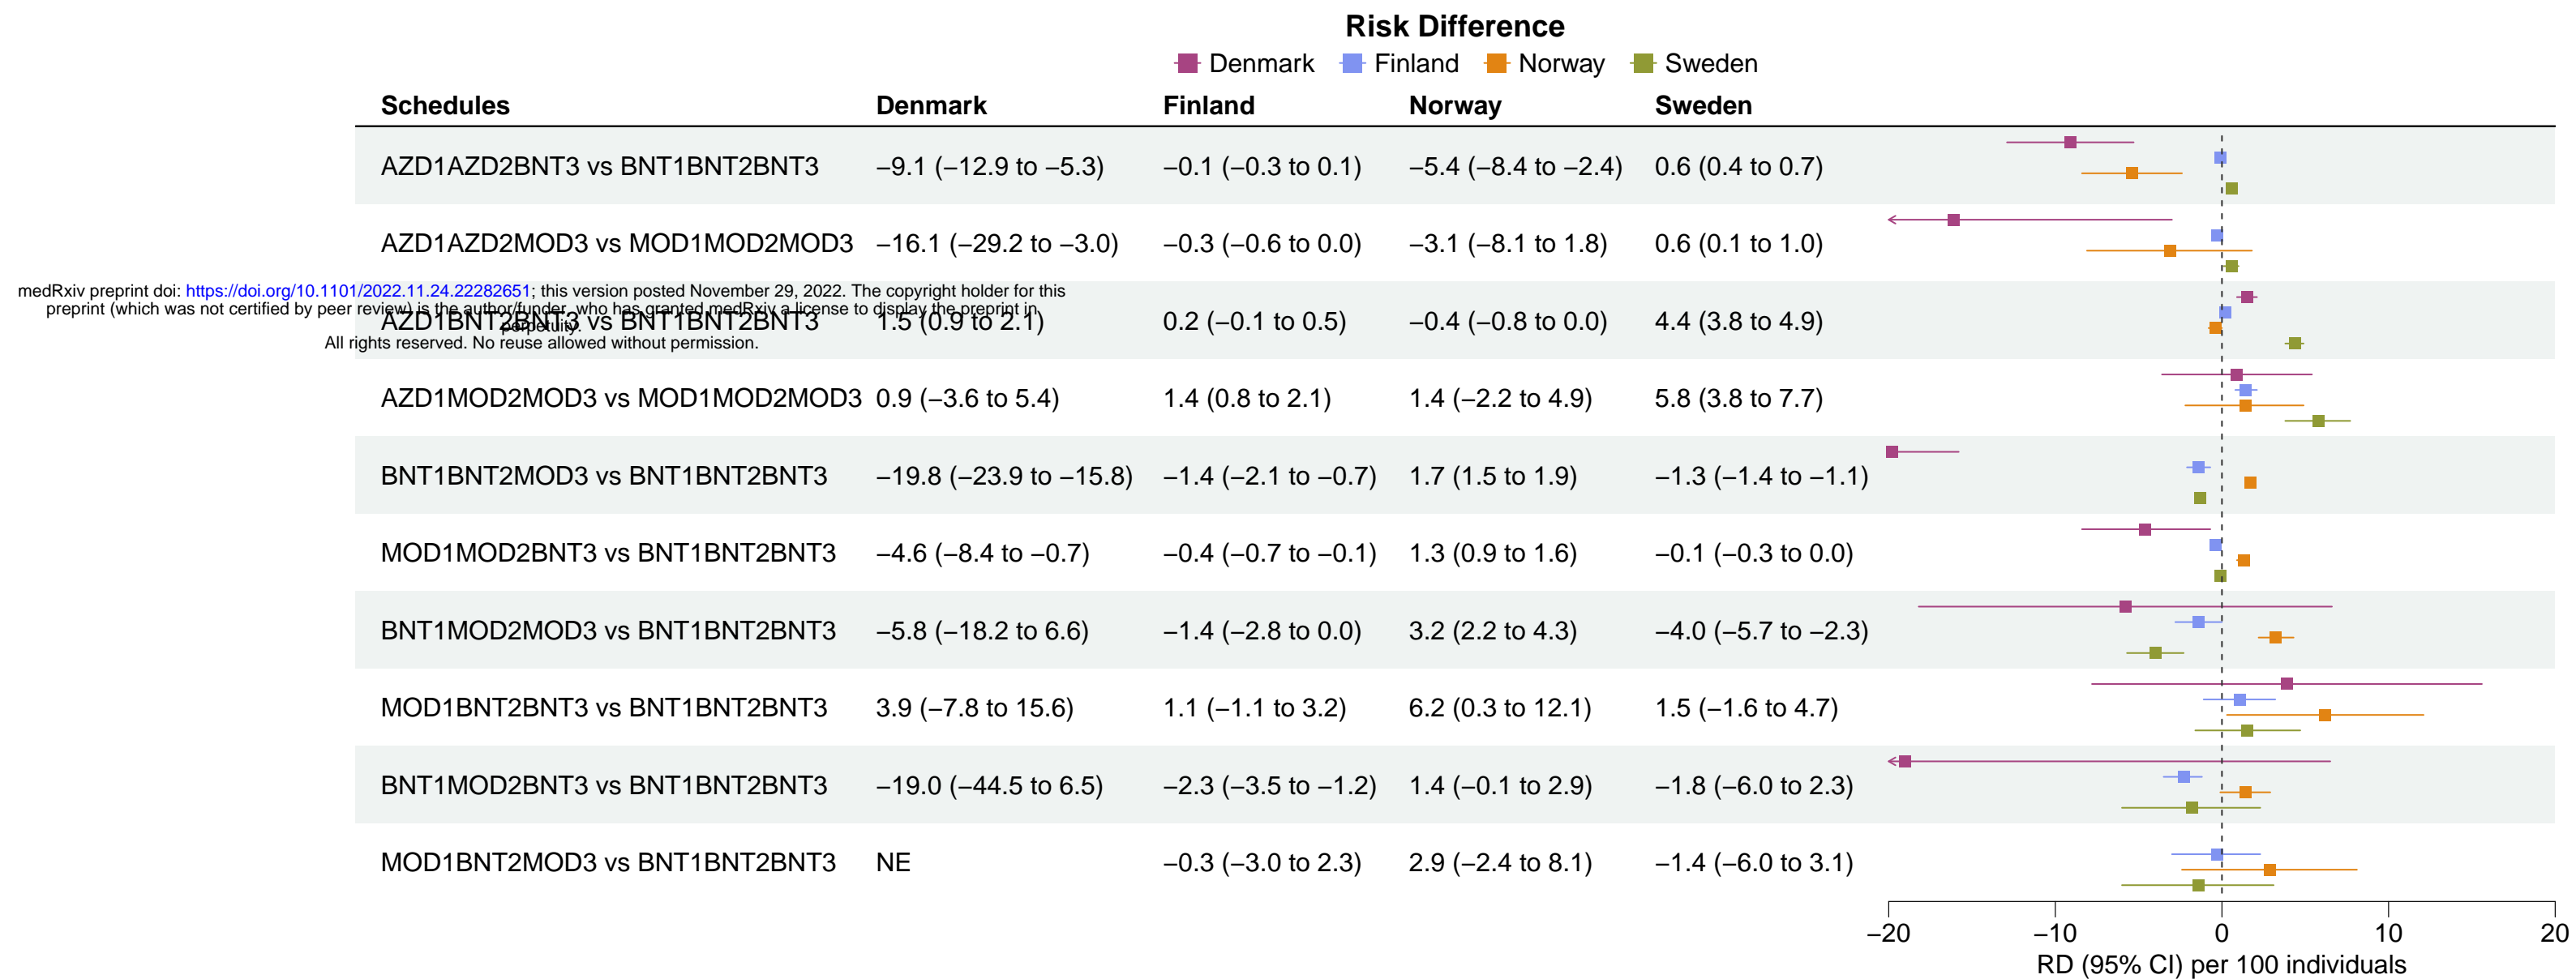 Risk Difference
Denmark Finland Norway Sweden
Schedules Denmark Finland Norway Sweden
AZD1AZD2BNT3 vs BNT1BNT2BNT3 −9.1 (−12.9 to −5.3) −0.1 (−0.3 to 0.1) −5.4 (−8.4 to −2.4) 0.6 (0.4 to 0.7)
AZD1AZD2MOD3 vs MOD1MOD2MOD3 −16.1 (−29.2 to −3.0) −0.3 (−0.6 to 0.0) −3.1 (−8.1 to 1.8) 0.6 (0.1 to 1.0)
medRxiv preprint doi: https://doi.org/10.1101/2022.11.24.22282651; this version posted November 29, 2022. The copyright holder for this
preprint (which was not certified by peer review) is the author/funder, who has granted medRxiv a license to display the preprint in
perpetuity.
All rights reserved. No reuse allowed without permission.
AZD1BNT2BNT3 vs BNT1BNT2BNT3 1.5 (0.9 to 2.1) 0.2 (−0.1 to 0.5) −0.4 (−0.8 to 0.0) 4.4 (3.8 to 4.9)
AZD1MOD2MOD3 vs MOD1MOD2MOD3 0.9 (−3.6 to 5.4) 1.4 (0.8 to 2.1) 1.4 (−2.2 to 4.9) 5.8 (3.8 to 7.7)
BNT1BNT2MOD3 vs BNT1BNT2BNT3 −19.8 (−23.9 to −15.8) −1.4 (−2.1 to −0.7) 1.7 (1.5 to 1.9) −1.3 (−1.4 to −1.1)
MOD1MOD2BNT3 vs BNT1BNT2BNT3 −4.6 (−8.4 to −0.7) −0.4 (−0.7 to −0.1) 1.3 (0.9 to 1.6) −0.1 (−0.3 to 0.0)
BNT1MOD2MOD3 vs BNT1BNT2BNT3 −5.8 (−18.2 to 6.6) −1.4 (−2.8 to 0.0) 3.2 (2.2 to 4.3) −4.0 (−5.7 to −2.3)
MOD1BNT2BNT3 vs BNT1BNT2BNT3 3.9 (−7.8 to 15.6) 1.1 (−1.1 to 3.2) 6.2 (0.3 to 12.1) 1.5 (−1.6 to 4.7)
BNT1MOD2BNT3 vs BNT1BNT2BNT3 −19.0 (−44.5 to 6.5) −2.3 (−3.5 to −1.2) 1.4 (−0.1 to 2.9) −1.8 (−6.0 to 2.3)
MOD1BNT2MOD3 vs BNT1BNT2BNT3 NE −0.3 (−3.0 to 2.3) 2.9 (−2.4 to 8.1) −1.4 (−6.0 to 3.1)
−20 −10 0 10 20
RD (95% CI) per 100 individuals